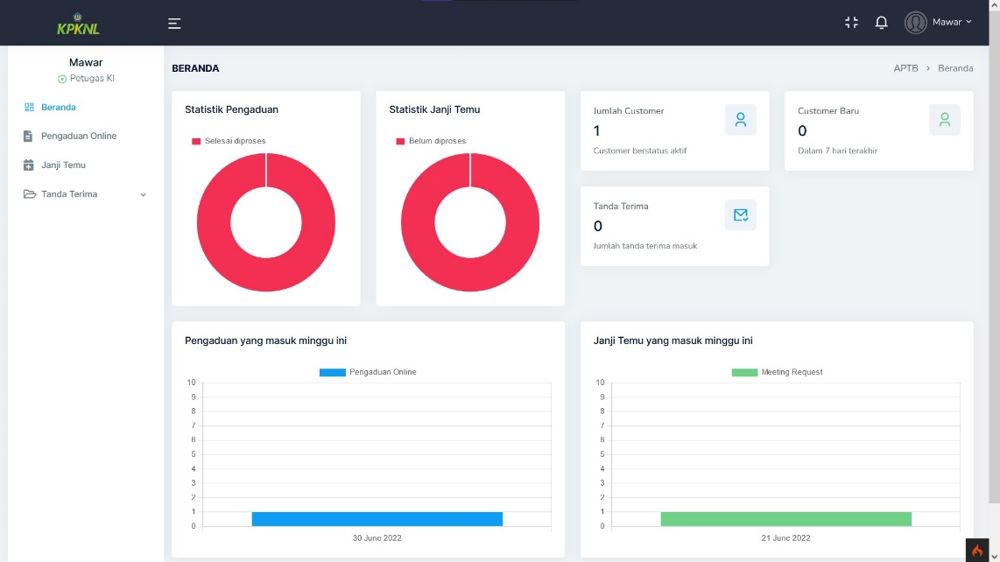 KPKNL
Mawar
Mawar
Petugas KI
Beranda
Pengaduan Online
Janji Temu
Tanda Terima
BERANDA
APTB > Beranda
Statistik Pengaduan
Selesai diproses
Statistik Janji Temu
Belum diproses
Jumlah Customer
1
Customer berstatus aktif
Customer Baru
0
Dalam 7 hari terakhir
Tanda Terima
0
Jumlah tanda terima masuk
Pengaduan yang masuk minggu ini
Pengaduan Online
10
9
8
7
6
5
4
3
2
1
0
30 June 2022
Janji Temu yang masuk minggu ini
Meeting Request
10
9
8
7
6
5
4
3
2
1
0
21 June 2022